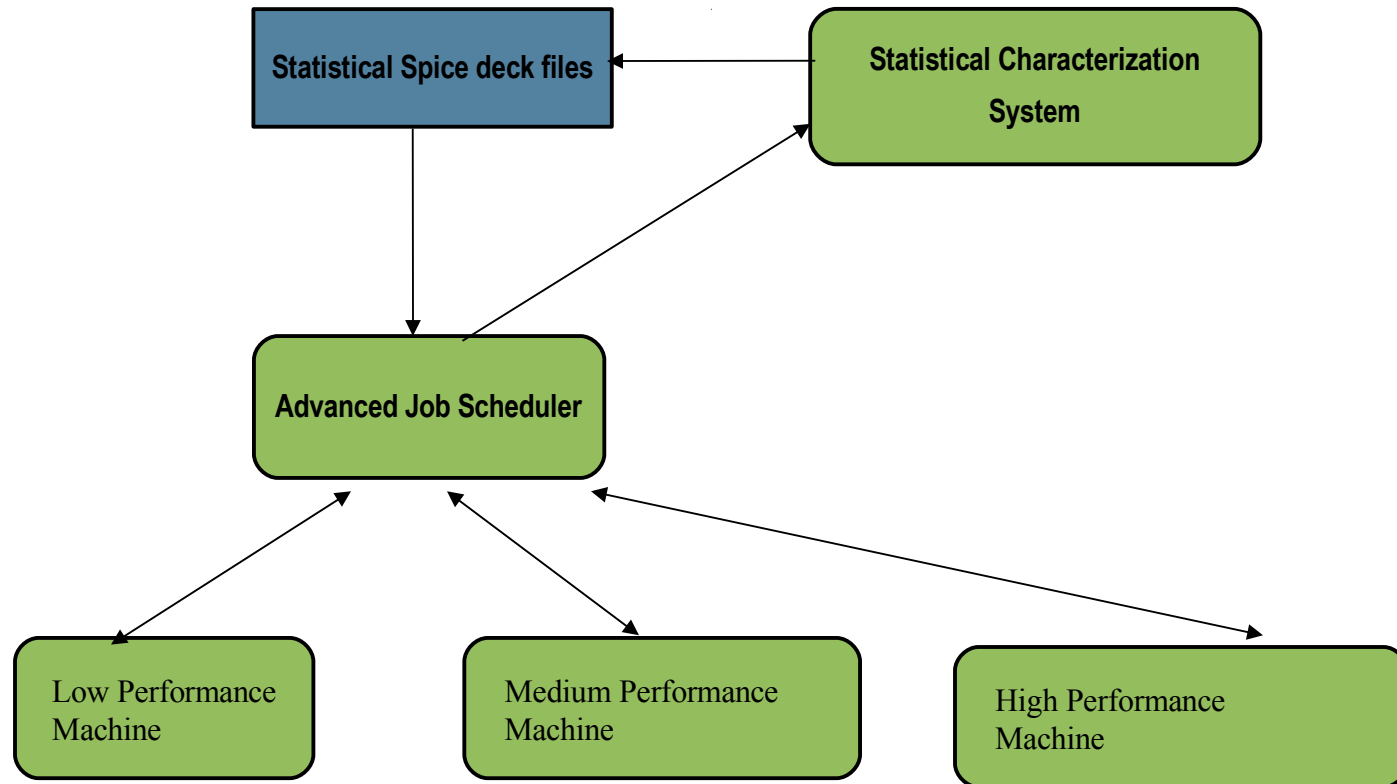 Statistical Spice deck files
Statistical Characterization
System
Advanced Job Scheduler
Low Performance
Machine
Medium Performance
Machine
High Performance
Machine